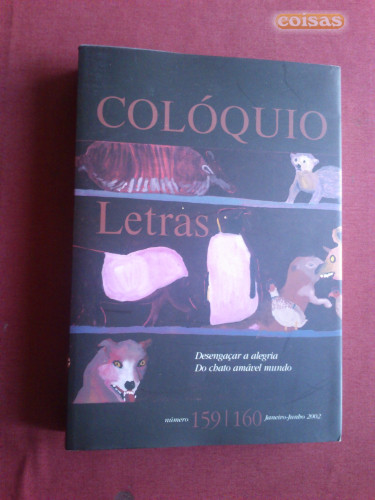 coisas
COLÓQUIO
Letras
Desengaçar a alegria
Do chato amável mundo
número 159|160 Janeiro-Junho 2002